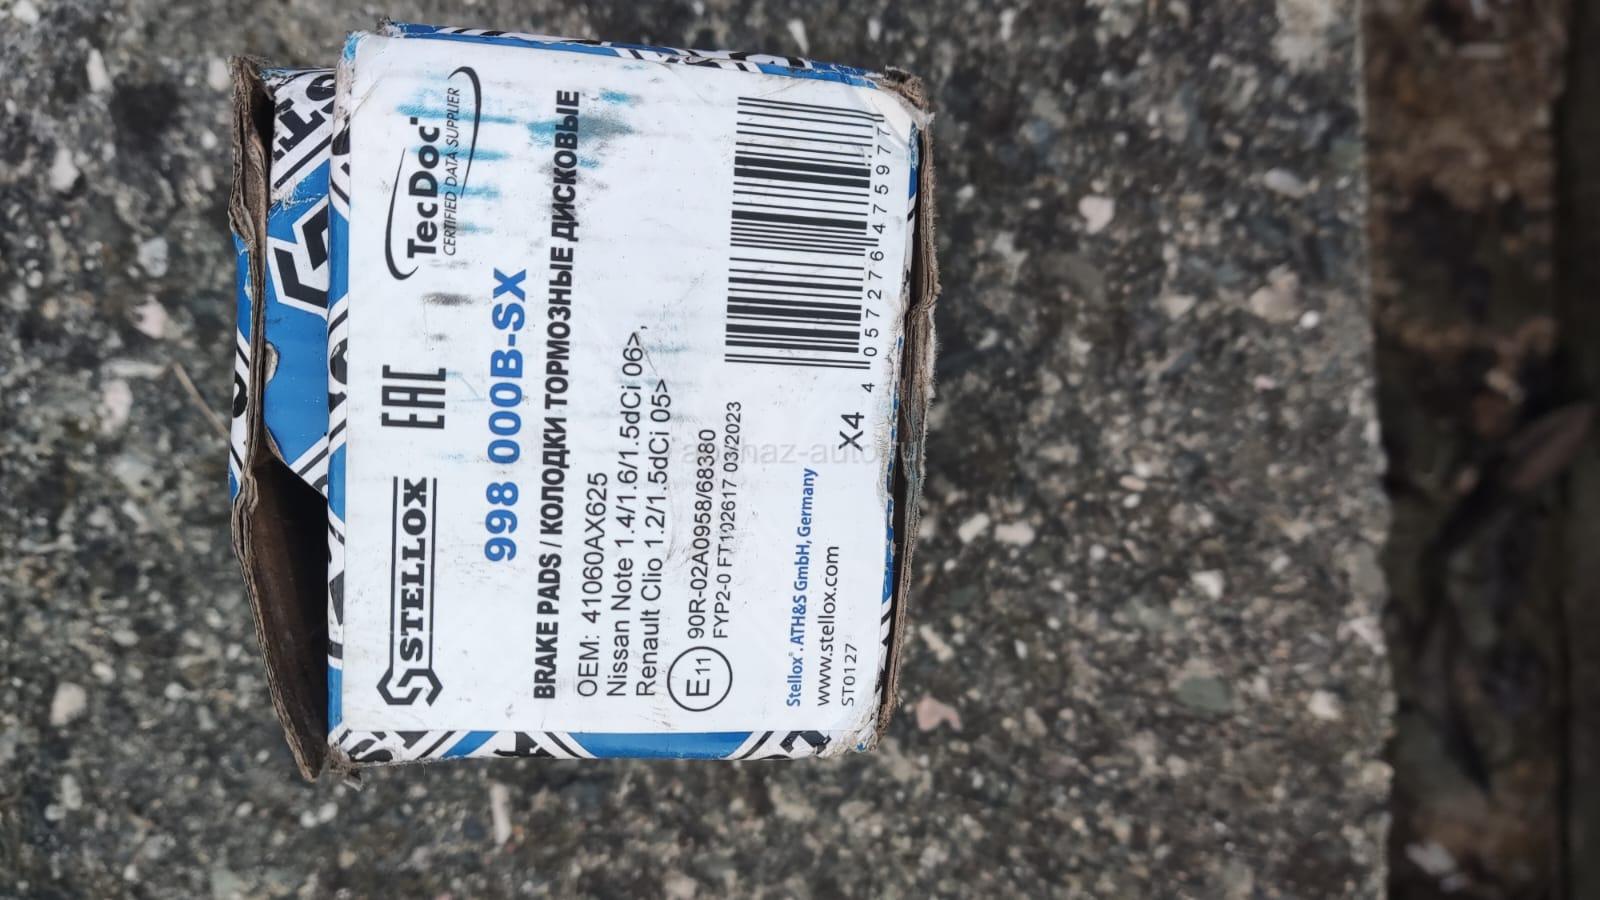 STELLOX
EAC
TecDoc
CERTIFIED DATA SUPPLIER
998 000B-SX
BRAKE PADS / КОЛОДКИ ТОРМОЗНЫЕ ДИСКОВЫЕ
OEM: 41060AX625
Nissan Note 1.4/1.6/1.5dCi 06>,
Renault Clio 1.2/1.5dCi 05>
E11
90R-02A0958/68380
FYP2-0 FT102617 03/2023
Stellox®. ATH&S GmbH, Germany
www.stellox.com
ST0127
X4
4 057276 475977